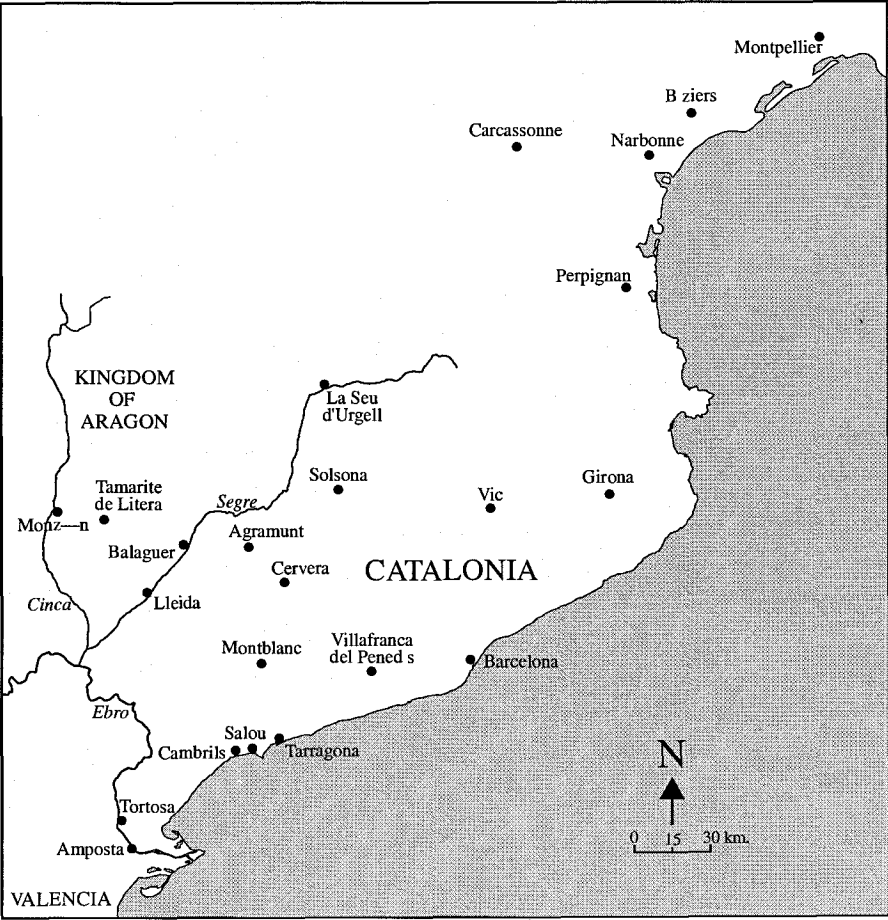 Montpellier
B ziers
Carcassonne
Narbonne
Perpignan
KINGDOM
OF
ARAGON
La Seu
d'Urgell
Solsona
Girona
Tamarite
de Litera
Vic
Segre
Monz—n
Agramunt
Balaguer
Cervera
CATALONIA
Cinca
Lleida
Villafranca
del Pened s
Montblanc
Barcelona
Ebro
Salou
Cambrils
Tarragona
N
Tortosa
0 15 30 km.
Amposta
VALENCIA